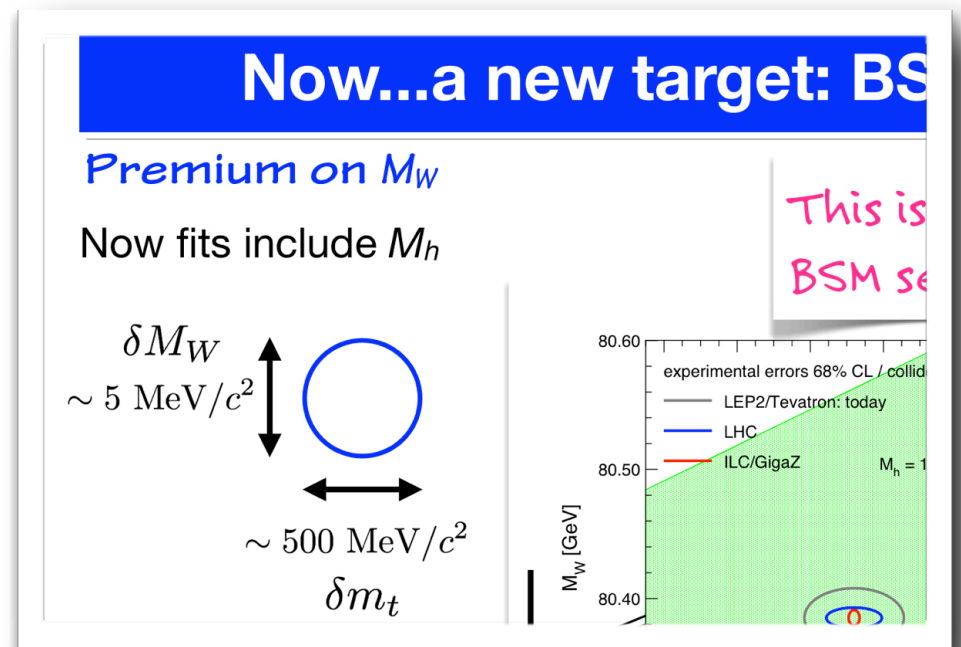 Now...a new target: BS
Premium on M_W
Now fits include M_h
This is
BSM se
δM_W
~ 5 MeV/c²
~ 500 MeV/c²
δm_t
80.60
experimental errors 68% CL / collid
LEP2/Tevatron: today
LHC
ILC/GigaZ
M_h = 1
80.50
M_W [GeV]
80.40